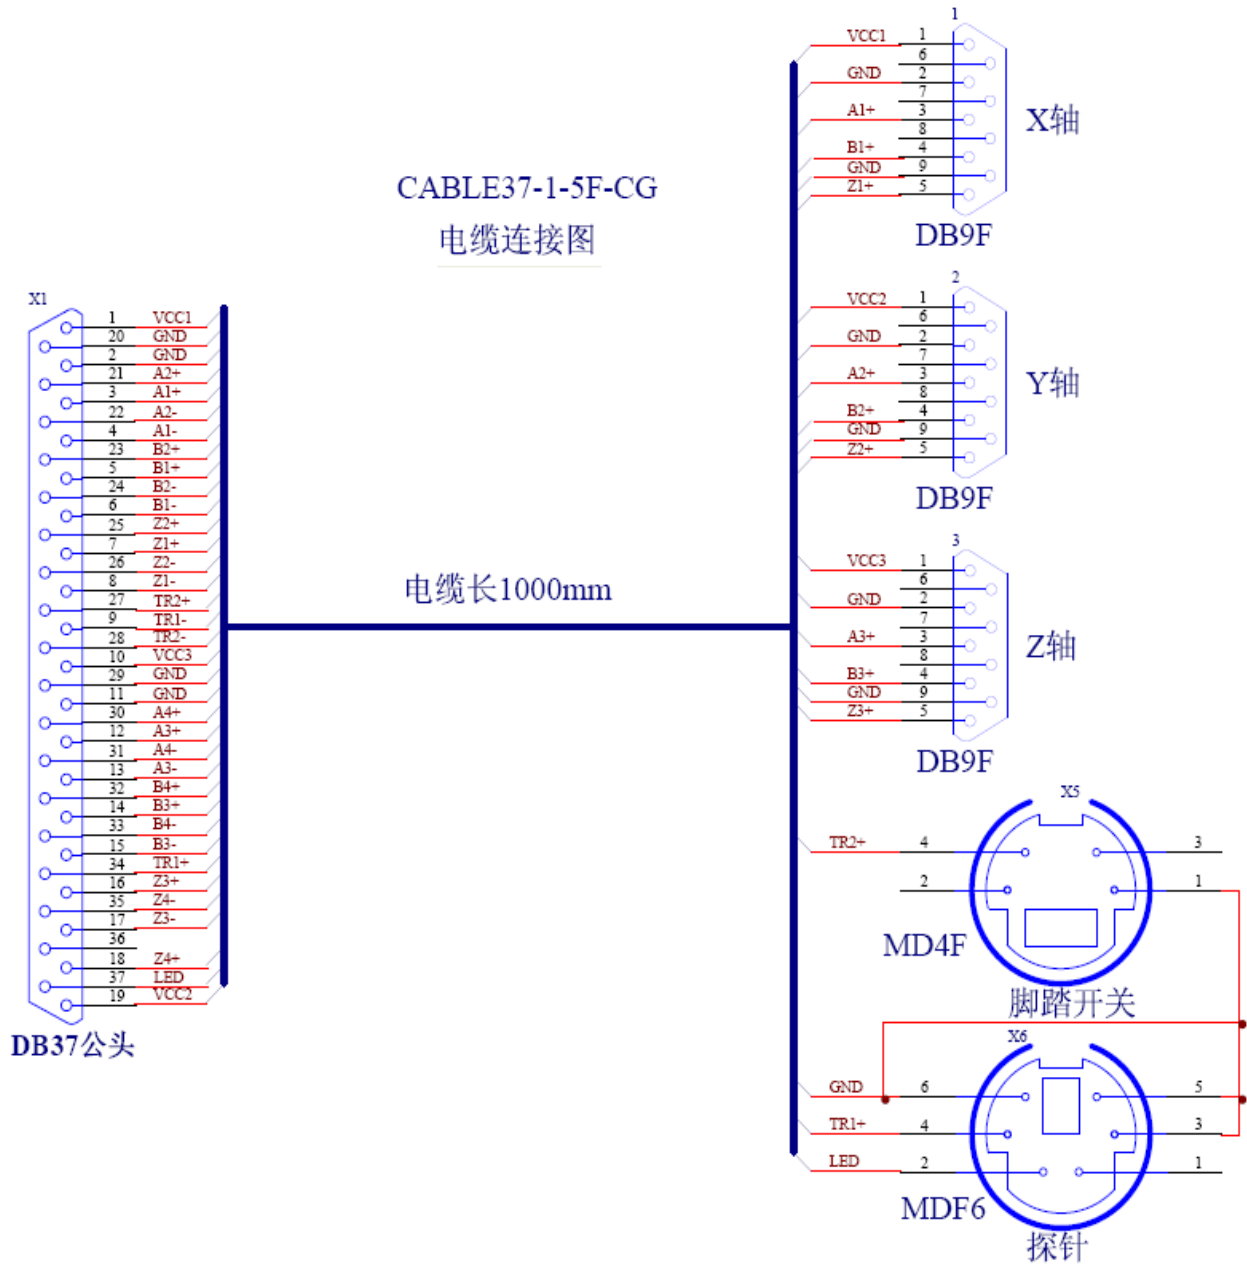 CABLE37-1-5F-CG
电缆连接图
X1
1 VCC1
20 GND
2 GND
21 A2+
3 A1+
22 A2-
4 A1-
23 B2+
5 B1+
24 B2-
6 B1-
25 Z2+
7 Z1+
26 Z2-
8 Z1-
27 TR2+
9 TR1-
28 TR2-
10 VCC3
29 GND
11 GND
30 A4+
12 A3+
31 A4-
13 A3-
32 B4+
14 B3+
33 B4-
15 B3-
34 TR1+
16 Z3+
35 Z4-
17 Z3-
36
18 Z4+
37 LED
19 VCC2
DB37公头
电缆长1000mm
1
VCC1 1
6
GND 2
7
A1+ 3
8
B1+ 4
GND 9
Z1+ 5
X轴
DB9F
2
VCC2 1
6
GND 2
7
A2+ 3
8
B2+ 4
GND 9
Z2+ 5
Y轴
DB9F
3
VCC3 1
6
GND 2
7
A3+ 3
8
B3+ 4
GND 9
Z3+ 5
Z轴
DB9F
X5
TR2+ 4 3
2 1
MD4F
脚踏开关
X6
GND 6 5
TR1+ 4 3
LED 2 1
MDF6
探针